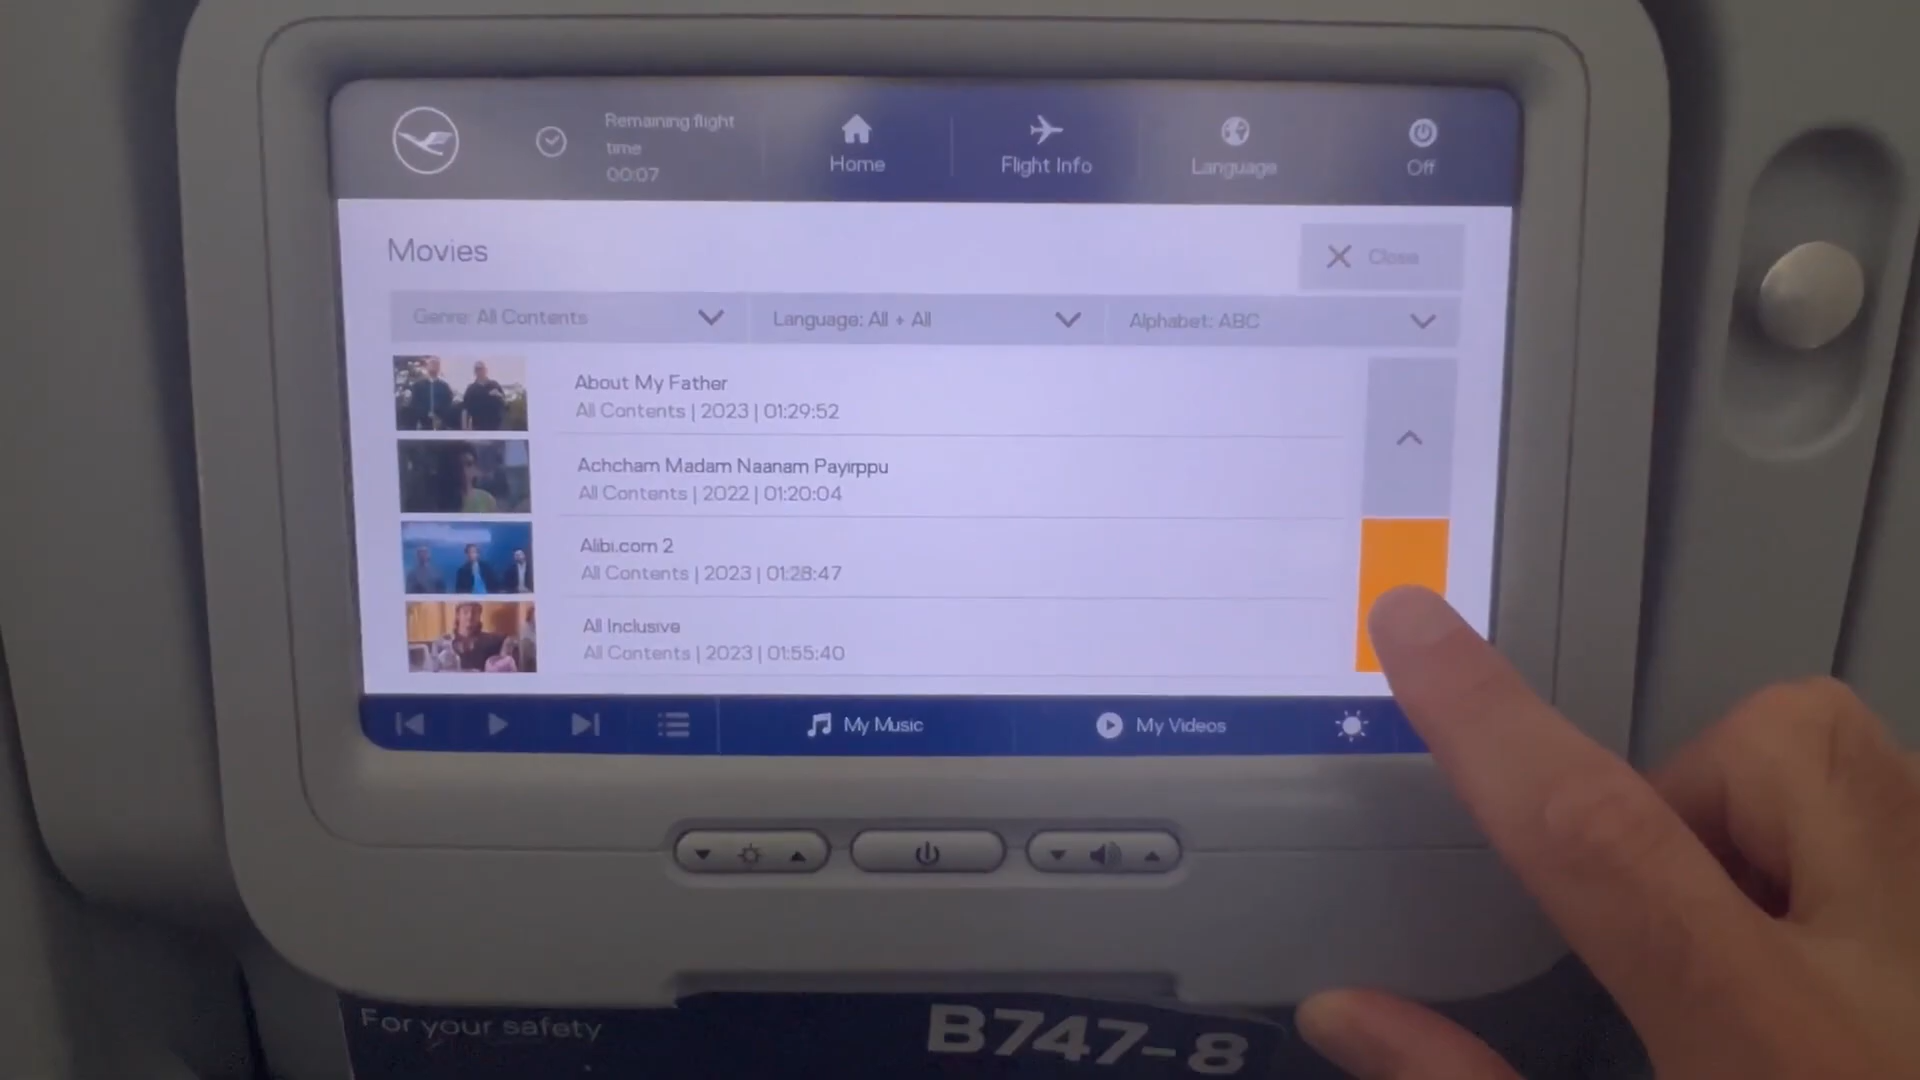 Remaining flight
time
00:07
Home
Flight Info
Language
Off
Movies
Close
Genre: All Contents
Language: All + All
Alphabet: ABC
About My Father
All Contents | 2023 | 01:29:52
Achcham Madam Naanam Payirppu
All Contents | 2022 | 01:20:04
Alibi.com 2
All Contents | 2023 | 01:28:47
All Inclusive
All Contents | 2023 | 01:55:40
My Music
My Videos
For your safety
B747-8